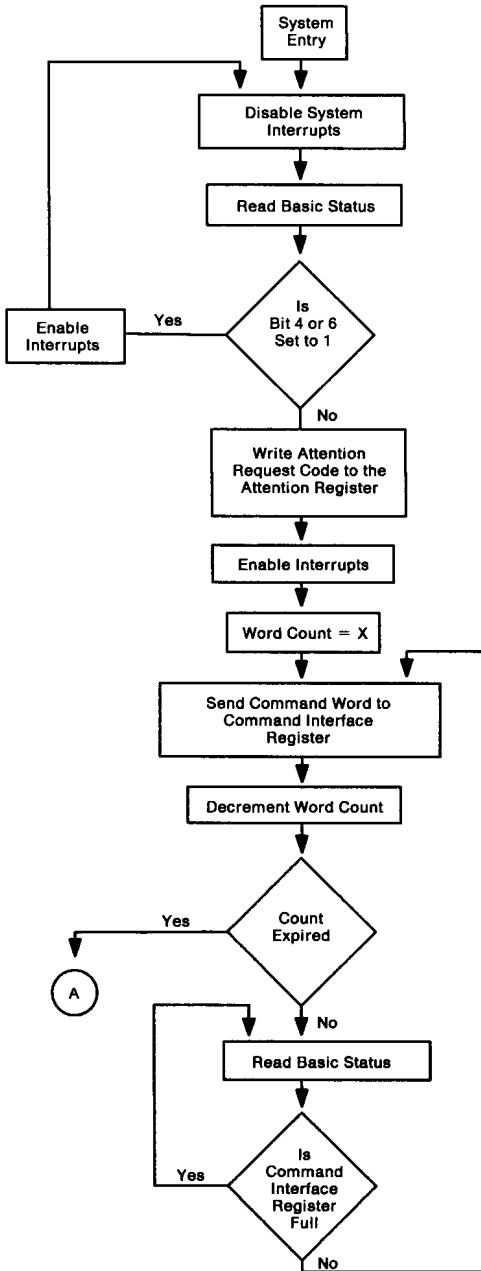 System
Entry
Disable System
Interrupts
Read Basic Status
Is
Bit 4 or 6
Set to 1
Yes
Enable
Interrupts
No
Write Attention
Request Code to the
Attention Register
Enable Interrupts
Word Count = X
Send Command Word to
Command Interface
Register
Decrement Word Count
Count
Expired
Yes
A
No
Read Basic Status
Is
Command
Interface
Register
Full
Yes
No